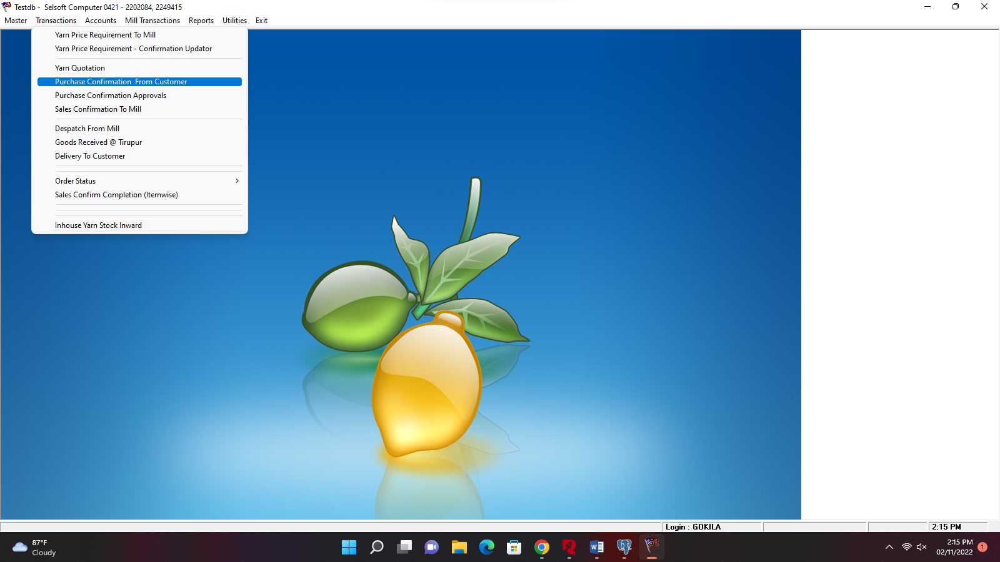 Testdb - Selsoft Computer 0421 - 2202084, 2249415
Master Transactions Accounts Mill Transactions Reports Utilities Exit
Yarn Price Requirement To Mill
Yarn Price Requirement - Confirmation Updator
Yarn Quotation
Purchase Confirmation From Customer
Purchase Confirmation Approvals
Sales Confirmation To Mill
Despatch From Mill
Goods Received @ Tirupur
Delivery To Customer
Order Status
Sales Confirm Completion (Itemwise)
Inhouse Yarn Stock Inward
Login : GOKILA 2:15 PM
87°F
Cloudy
2:15 PM
02/11/2022
1